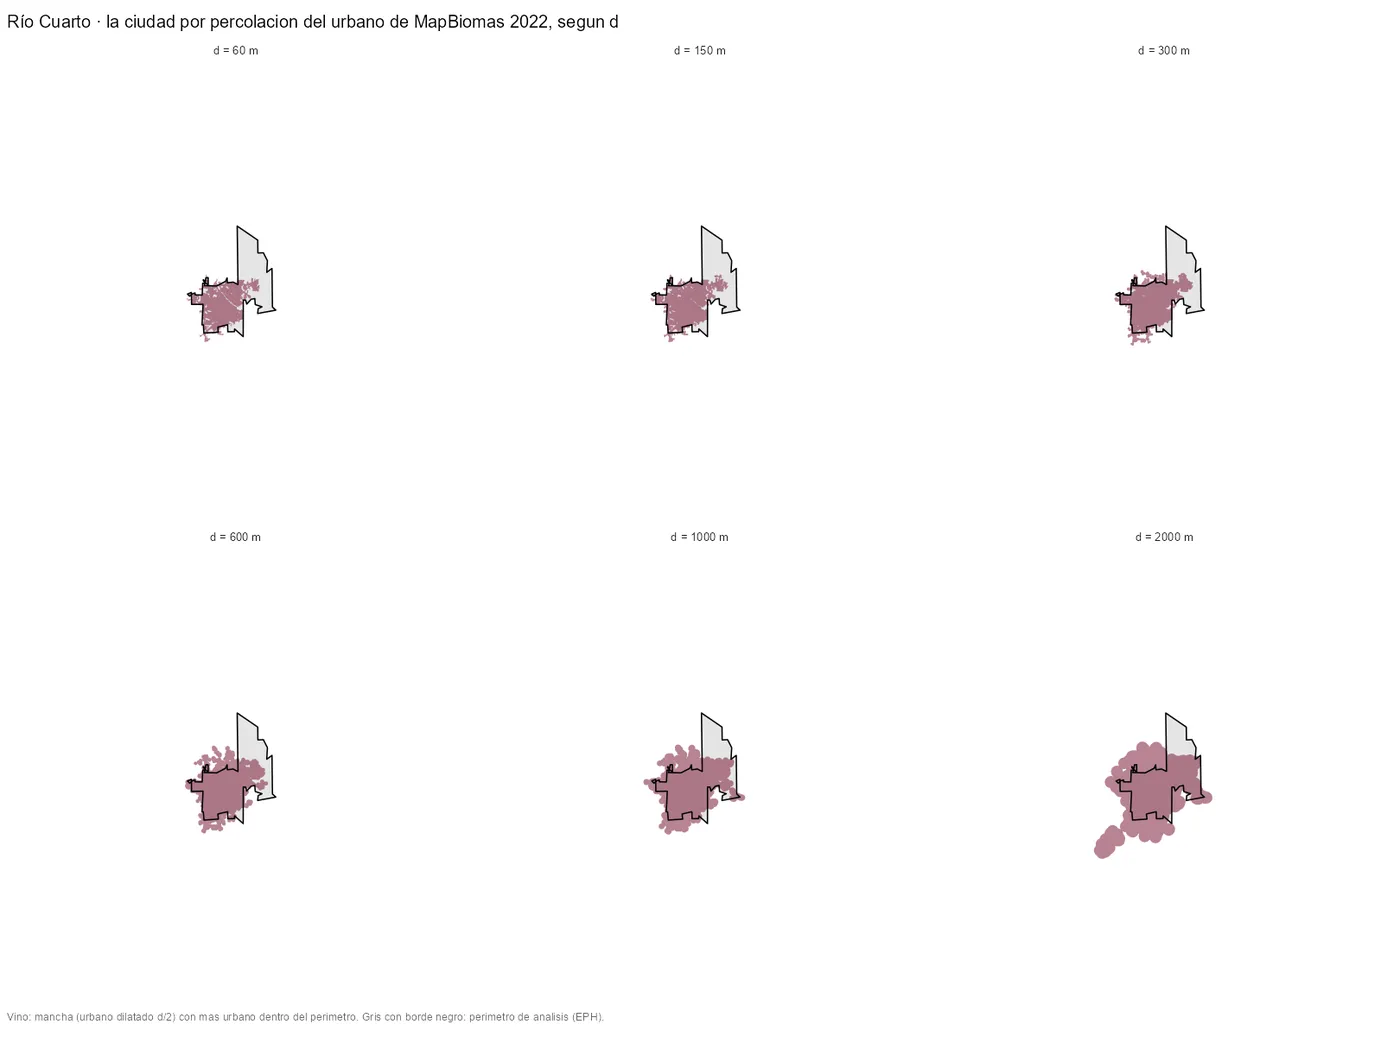 Río Cuarto · la ciudad por percolacion del urbano de MapBiomas 2022, segun d
d = 60 m
d = 150 m
d = 300 m
d = 600 m
d = 1000 m
d = 2000 m
Vino: mancha (urbano dilatado d/2) con mas urbano dentro del perimetro. Gris con borde negro: perimetro de analisis (EPH).